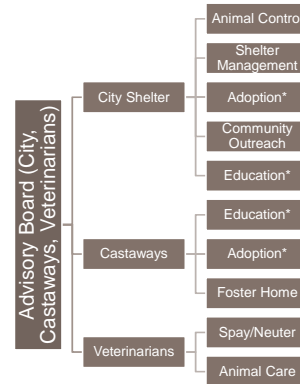 Advisory Board (City,
Castaways, Veterinarians)
City Shelter
Animal Control
Shelter
Management
Adoption*
Community
Outreach
Education*
Castaways
Education*
Adoption*
Foster Home
Veterinarians
Spay/Neuter
Animal Care